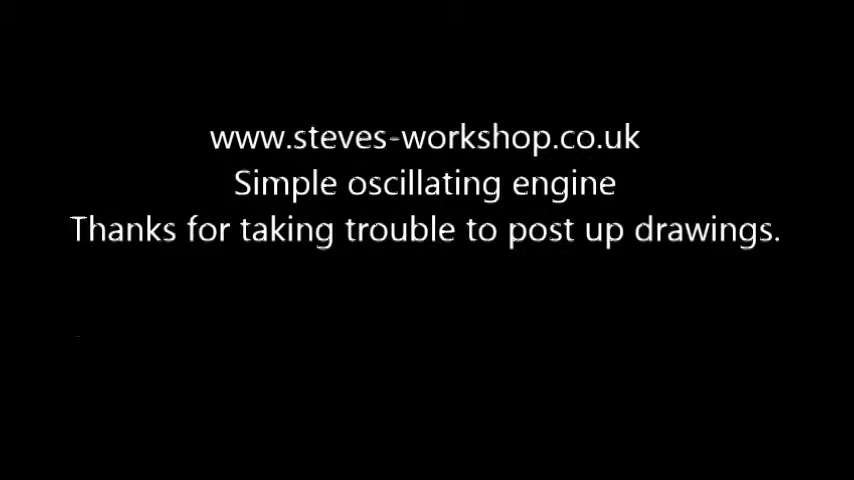 www.steves-workshop.co.uk
Simple oscillating engine
Thanks for taking trouble to post up drawings.